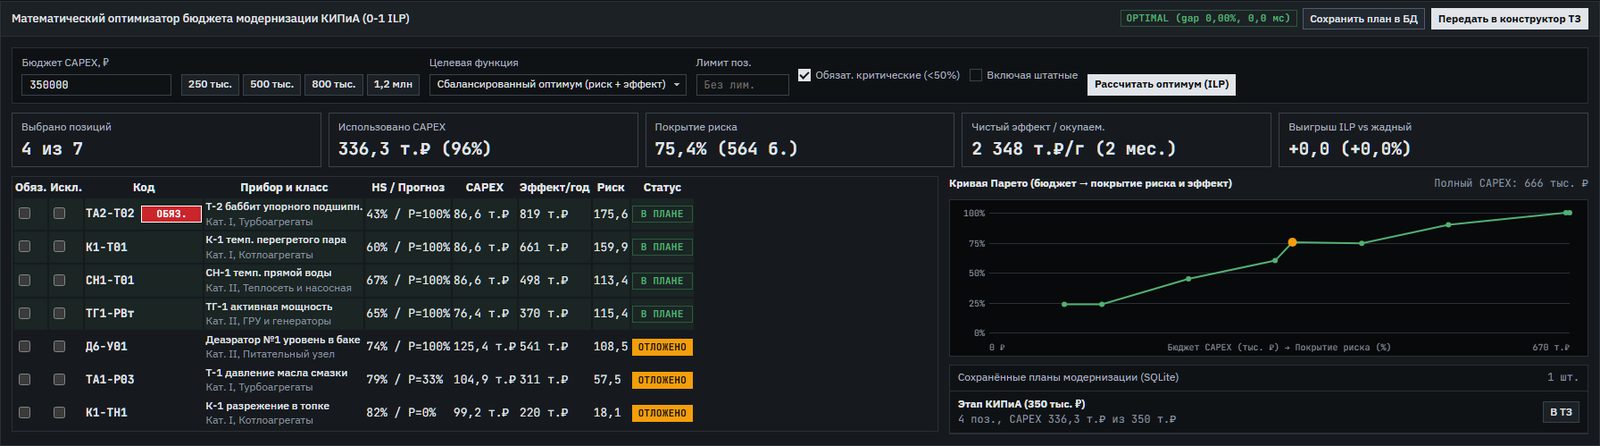 Математический оптимизатор бюджета модернизации КИПиА (0-1 ILP)
OPTIMAL (gap 0,00%, 0,0 мс)
Сохранить план в БД
Передать в конструктор ТЗ
Бюджет CAPEX, ₽
350000
250 тыс.
500 тыс.
800 тыс.
1,2 млн
Целевая функция
Сбалансированный оптимум (риск + эффект)
Лимит поз.
Без лим.
Обязат. критические (<50%)
Включая штатные
Рассчитать оптимум (ILP)
Выбрано позиций
4 из 7
Использовано CAPEX
336,3 т.₽ (96%)
Покрытие риска
75,4% (564 б.)
Чистый эффект / окупаем.
2 348 т.₽/г (2 мес.)
Выигрыш ILP vs жадный
+0,0 (+0,0%)
Обяз. Искл. Код Прибор и класс HS / Прогноз CAPEX Эффект/год Риск Статус
ТА2-Т02 ОБЯЗ. Т-2 баббит упорного подшипн. 43% / P=100% 86,6 т.₽ 819 т.₽ 175,6 В ПЛАНЕ
Кат. I, Турбоагрегаты
К1-Т01 К-1 темп. перегретого пара 60% / P=100% 86,6 т.₽ 661 т.₽ 159,9 В ПЛАНЕ
Кат. I, Котлоагрегаты
СН1-Т01 СН-1 темп. прямой воды 67% / P=100% 86,6 т.₽ 498 т.₽ 113,4 В ПЛАНЕ
Кат. II, Теплосеть и насосная
ТГ1-РВт ТГ-1 активная мощность 65% / P=100% 76,4 т.₽ 370 т.₽ 115,4 В ПЛАНЕ
Кат. II, ГРУ и генераторы
Д6-У01 Деаэратор №1 уровень в баке 74% / P=100% 125,4 т.₽ 541 т.₽ 108,5 ОТЛОЖЕНО
Кат. II, Питательный узел
ТА1-Р03 Т-1 давление масла смазки 79% / P=33% 104,9 т.₽ 311 т.₽ 57,5 ОТЛОЖЕНО
Кат. I, Турбоагрегаты
К1-ТН1 К-1 разрежение в топке 82% / P=0% 99,2 т.₽ 220 т.₽ 18,1 ОТЛОЖЕНО
Кат. I, Котлоагрегаты
Кривая Парето (бюджет → покрытие риска и эффект)
Полный CAPEX: 666 тыс. ₽
100%
75%
50%
25%
0%
0 ₽
Бюджет CAPEX (тыс. ₽) → Покрытие риска (%)
670 т.₽
Сохранённые планы модернизации (SQLite)
1 шт.
Этап КИПиА (350 тыс. ₽)
4 поз., CAPEX 336,3 т.₽ из 350 т.₽
В ТЗ